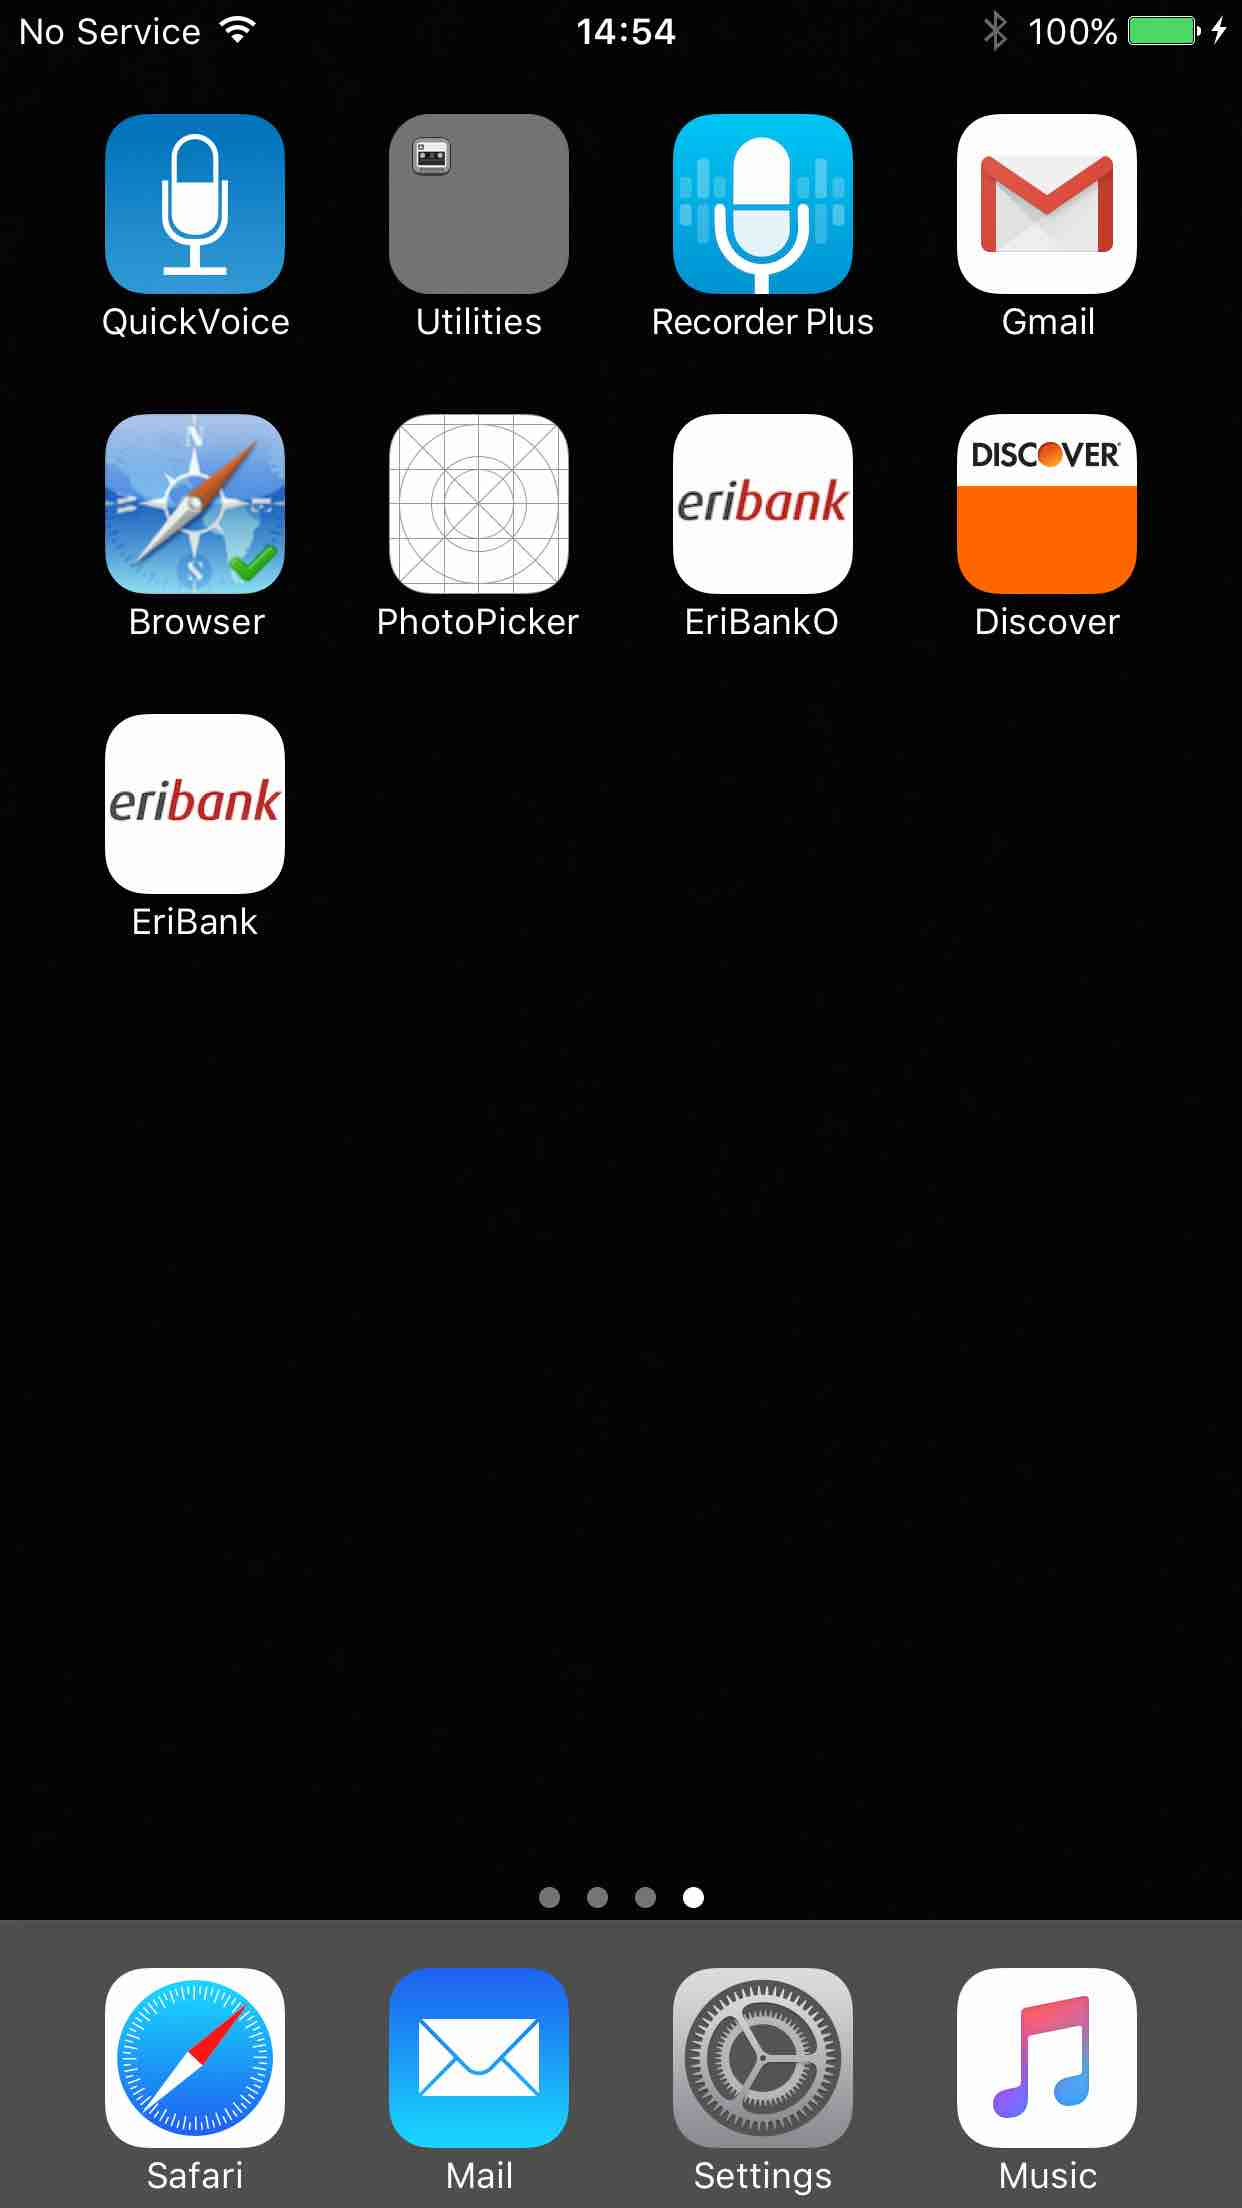 No Service 14:54 100%
QuickVoice Utilities Recorder Plus Gmail
N
S
DISCOVER
eribank
Browser PhotoPicker EriBankO Discover
eribank
EriBank
Safari Mail Settings Music